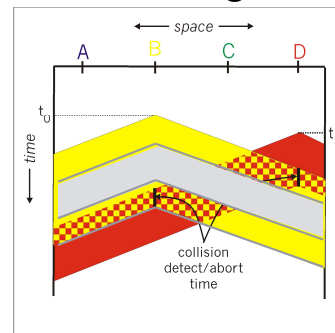 space
A B C D
t₀
t
time
collision
detect/abort
time